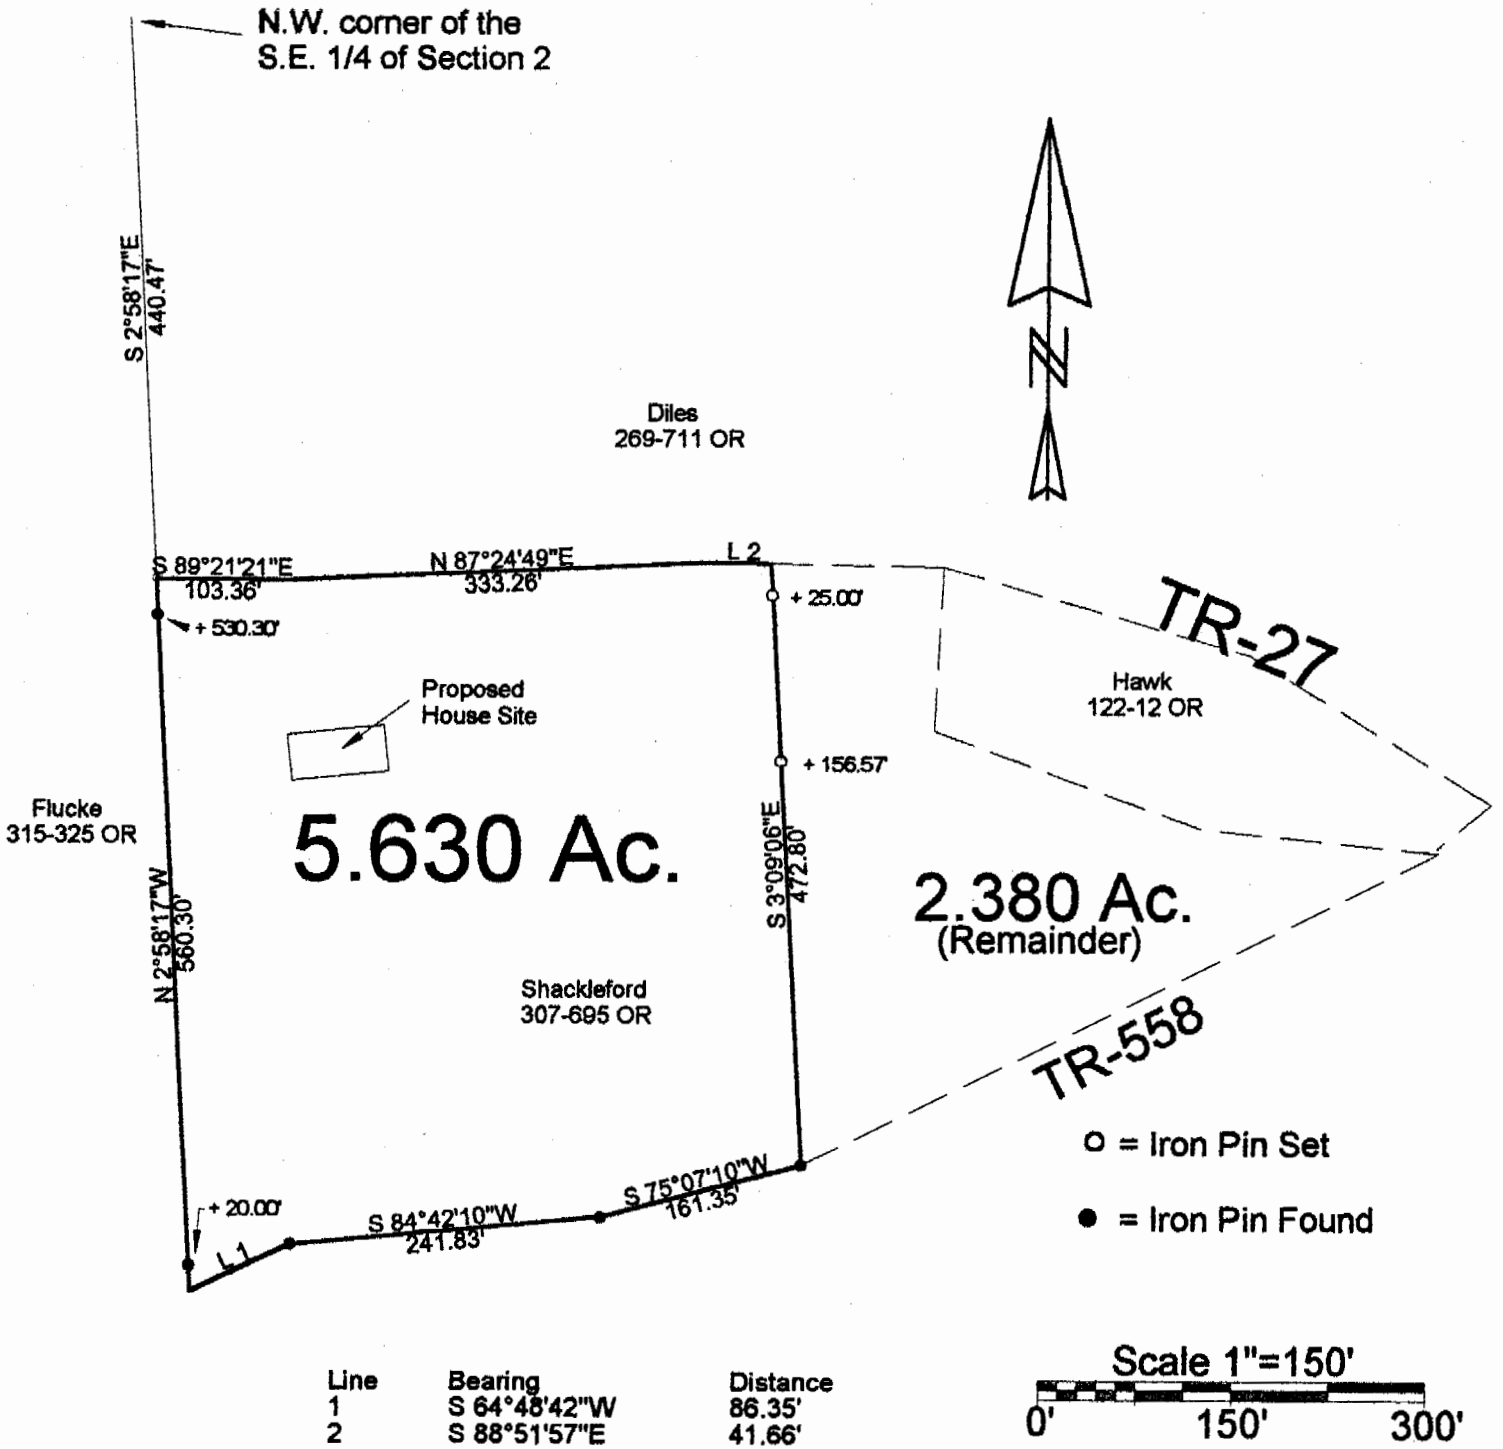 N.W. corner of the
S.E. 1/4 of Section 2
S 2°58'17"E
440.47'
Diles
269-711 OR
N
S 89°21'21"E
103.36'
N 87°24'49"E
333.26'
L 2
+ 25.00'
+ 530.30'
TR-27
Hawk
122-12 OR
Proposed
House Site
+ 156.57'
Flucke
315-325 OR
5.630 Ac.
S 3°09'06"E
472.80'
2.380 Ac.
(Remainder)
N 2°58'17"W
560.30'
Shackleford
307-695 OR
TR-558
= Iron Pin Set
S 75°07'10"W
161.35'
+ 20.00'
S 84°42'10"W
241.83'
L 1
= Iron Pin Found
Scale 1"=150'
0' 150' 300'
Line Bearing Distance
1 S 64°48'42"W 86.35'
2 S 88°51'57"E 41.66'